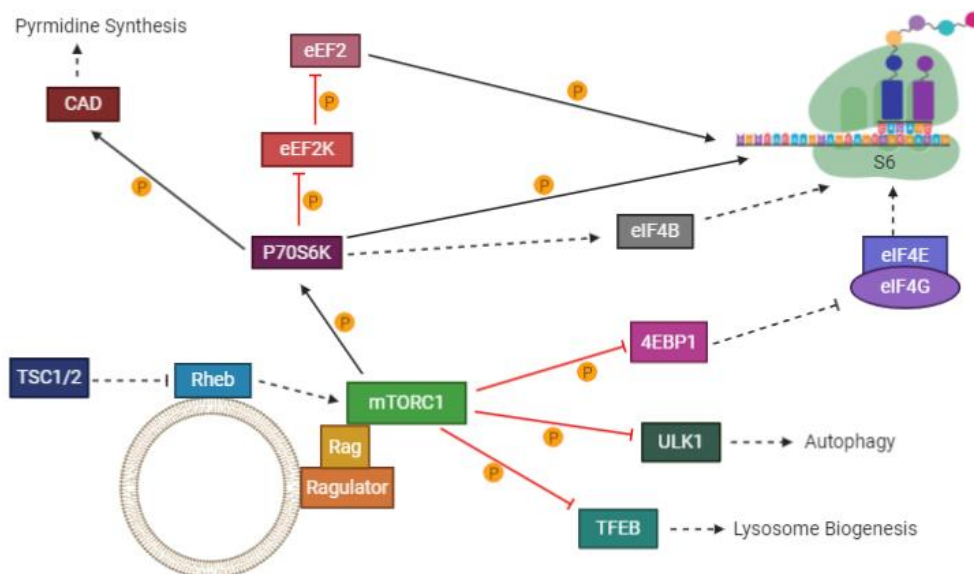 Pyrmidine Synthesis
eEF2
CAD
P
P
eEF2K
S6
P
P
P
eIF4B
P70S6K
eIF4E
eIF4G
P
4EBP1
P
TSC1/2
Rheb
mTORC1
Rag
P
ULK1
Autophagy
P
Ragulator
TFEB
Lysosome Biogenesis